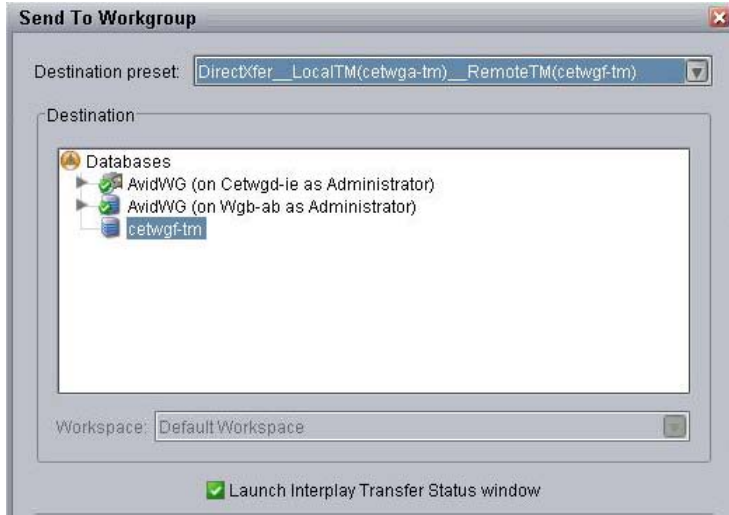 Send To Workgroup
Destination preset: DirectXfer__LocalTM(cetwga-tm)__RemoteTM(cetwgf-tm)
Destination
Databases
AvidWG (on Cetwgd-ie as Administrator)
AvidWG (on Wgb-ab as Administrator)
cetwgf-tm
Workspace: Default Workspace
Launch Interplay Transfer Status window